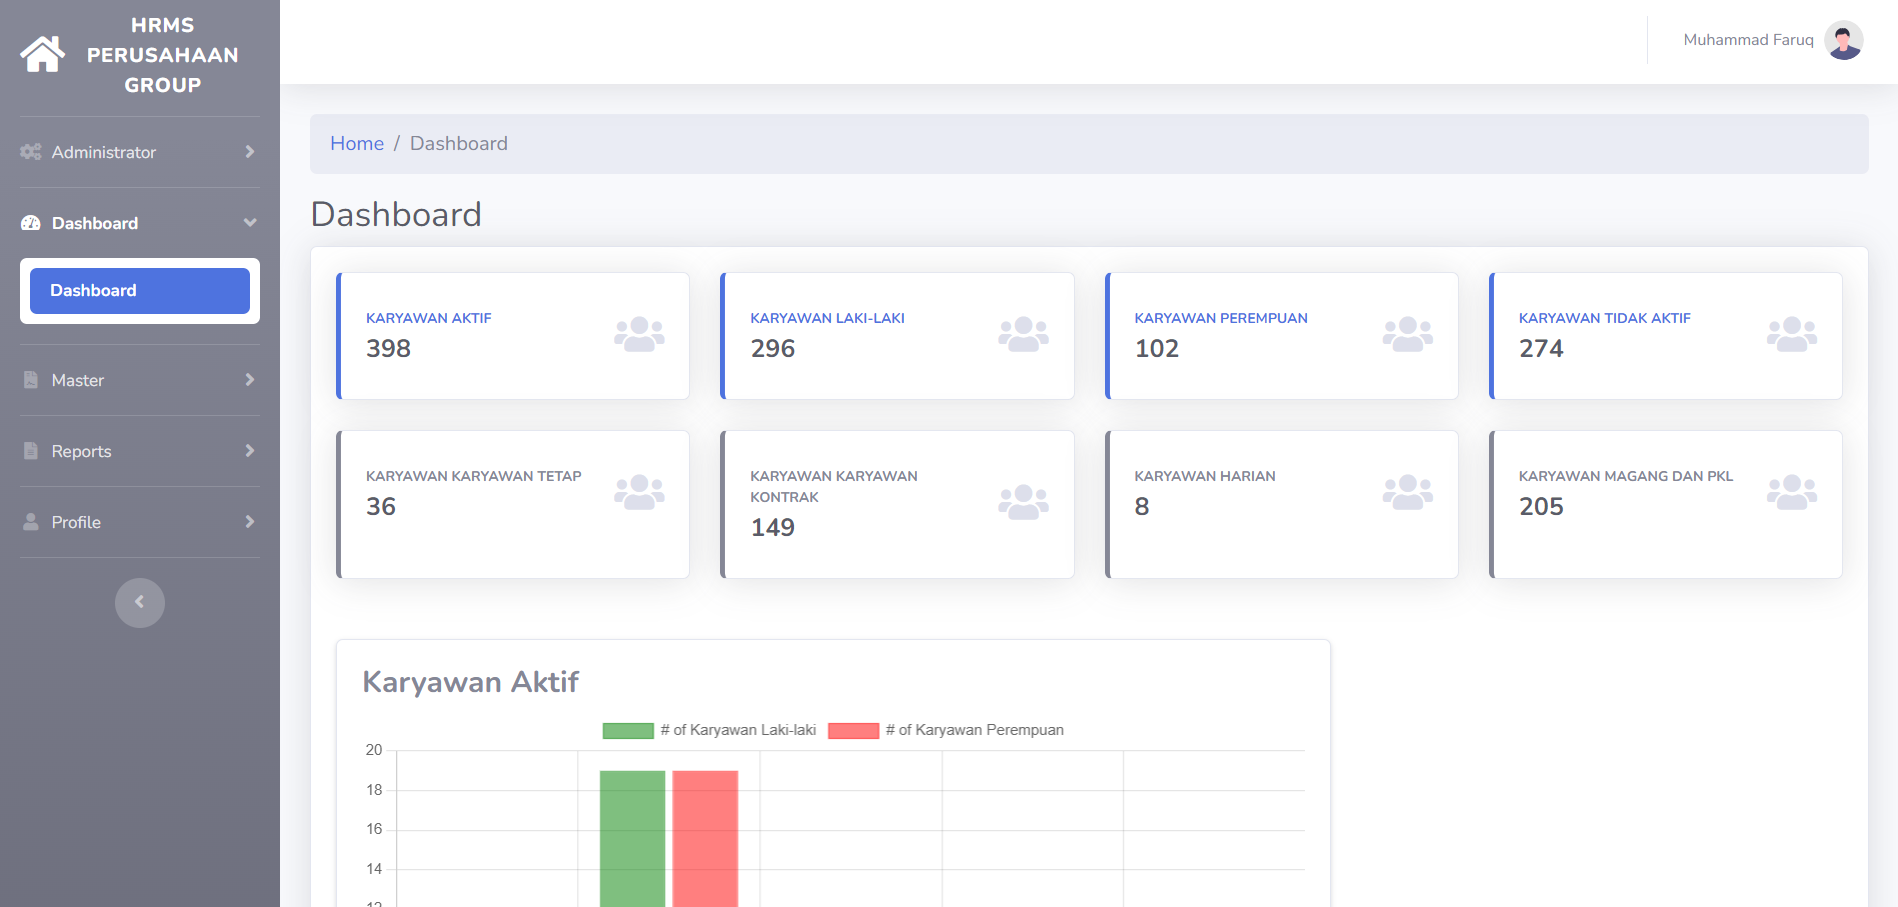 HRMS
PERUSAHAAN
GROUP
Muhammad Faruq
Administrator
Dashboard
Dashboard
Master
Reports
Profile
Home / Dashboard
Dashboard
KARYAWAN AKTIF
398
KARYAWAN LAKI-LAKI
296
KARYAWAN PEREMPUAN
102
KARYAWAN TIDAK AKTIF
274
KARYAWAN KARYAWAN TETAP
36
KARYAWAN KARYAWAN
KONTRAK
149
KARYAWAN HARIAN
8
KARYAWAN MAGANG DAN PKL
205
Karyawan Aktif
# of Karyawan Laki-laki # of Karyawan Perempuan
20
18
16
14
12